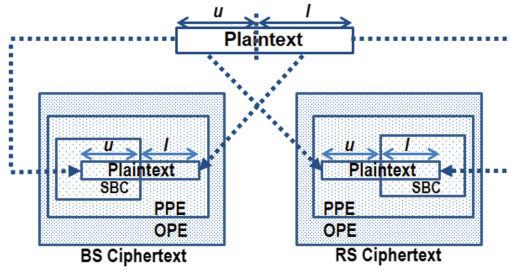 u l
Plaintext
u l
Plaintext
SBC
PPE
OPE
BS Ciphertext
u l
Plaintext
SBC
PPE
OPE
RS Ciphertext